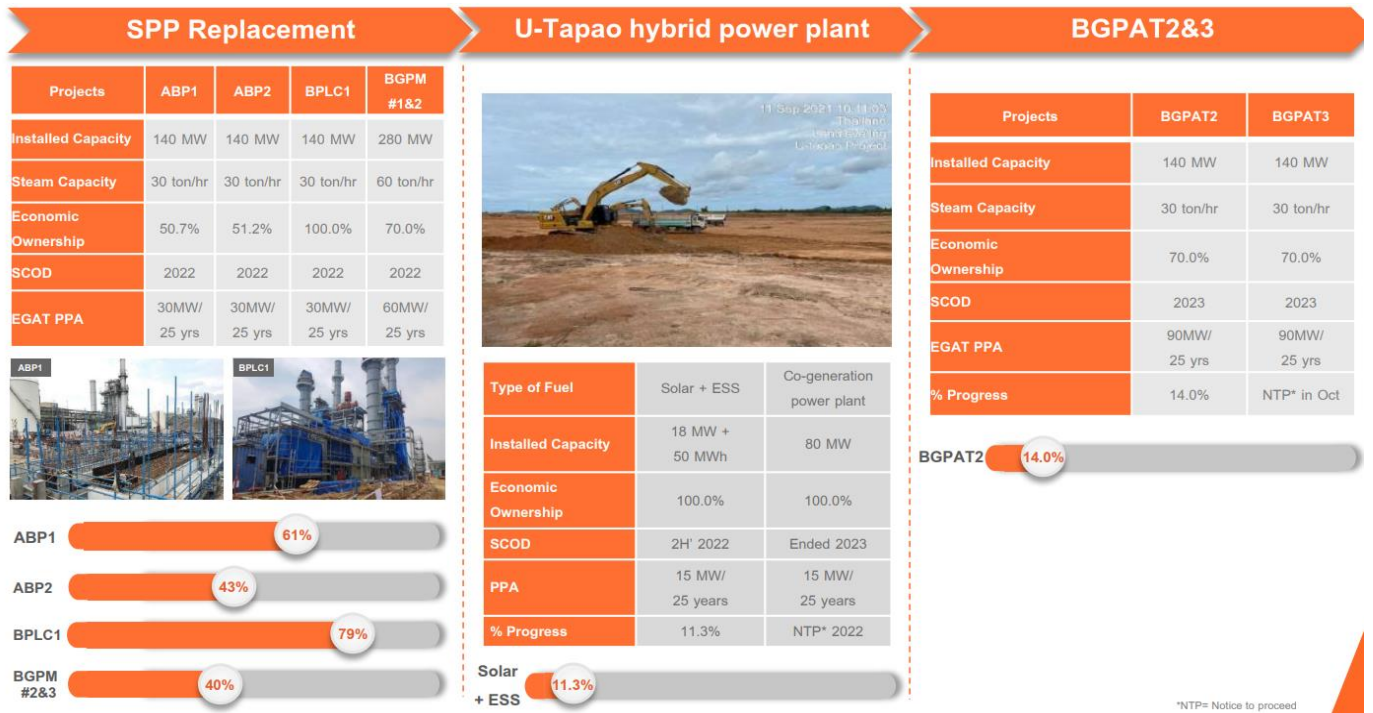 SPP Replacement
Projects ABP1 ABP2 BPLC1 BGPM
#1&2
Installed Capacity 140 MW 140 MW 140 MW 280 MW
Steam Capacity 30 ton/hr 30 ton/hr 30 ton/hr 60 ton/hr
Economic
Ownership 50.7% 51.2% 100.0% 70.0%
SCOD 2022 2022 2022 2022
EGAT PPA 30MW/ 30MW/ 30MW/ 60MW/
25 yrs 25 yrs 25 yrs 25 yrs
ABP1
BPLC1
ABP1 61%
ABP2 43%
BPLC1 79%
BGPM
#2&3 40%
U-Tapao hybrid power plant
11 Sep 2021 10:11:03
Thailand
U-tapao Project
Type of Fuel Solar + ESS Co-generation
power plant
Installed Capacity 18 MW +
50 MWh 80 MW
Economic
Ownership 100.0% 100.0%
SCOD 2H' 2022 Ended 2023
PPA 15 MW/ 15 MW/
25 years 25 years
% Progress 11.3% NTP* 2022
Solar
+ ESS 11.3%
BGPAT2&3
Projects BGPAT2 BGPAT3
Installed Capacity 140 MW 140 MW
Steam Capacity 30 ton/hr 30 ton/hr
Economic
Ownership 70.0% 70.0%
SCOD 2023 2023
EGAT PPA 90MW/ 90MW/
25 yrs 25 yrs
% Progress 14.0% NTP* in Oct
BGPAT2 14.0%
*NTP= Notice to proceed